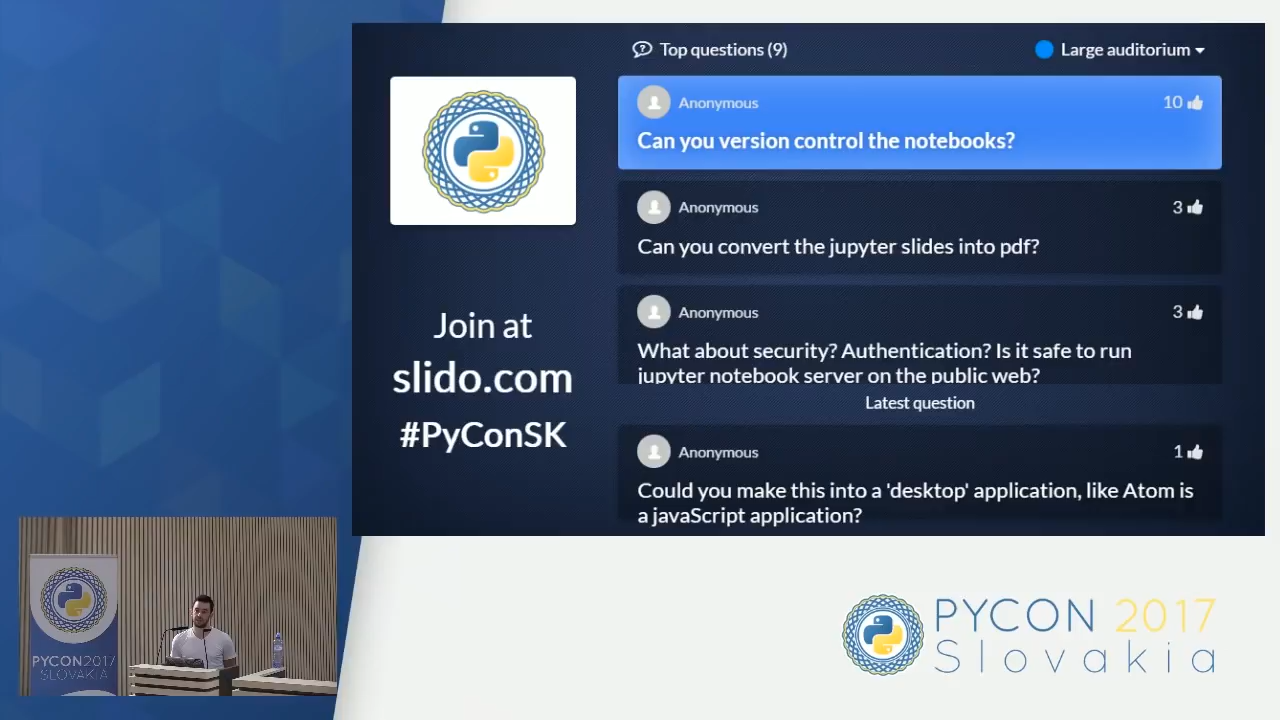 Top questions (9)
Large auditorium
Anonymous
10
Can you version control the notebooks?
Anonymous
3
Can you convert the jupyter slides into pdf?
Anonymous
3
What about security? Authentication? Is it safe to run
jupyter notebook server on the public web?
Latest question
Anonymous
1
Could you make this into a 'desktop' application, like Atom is
a javaScript application?
Join at
slido.com
#PyConSK
PYCON2017
SLOVAKIA
PYCON 2017
Slovakia